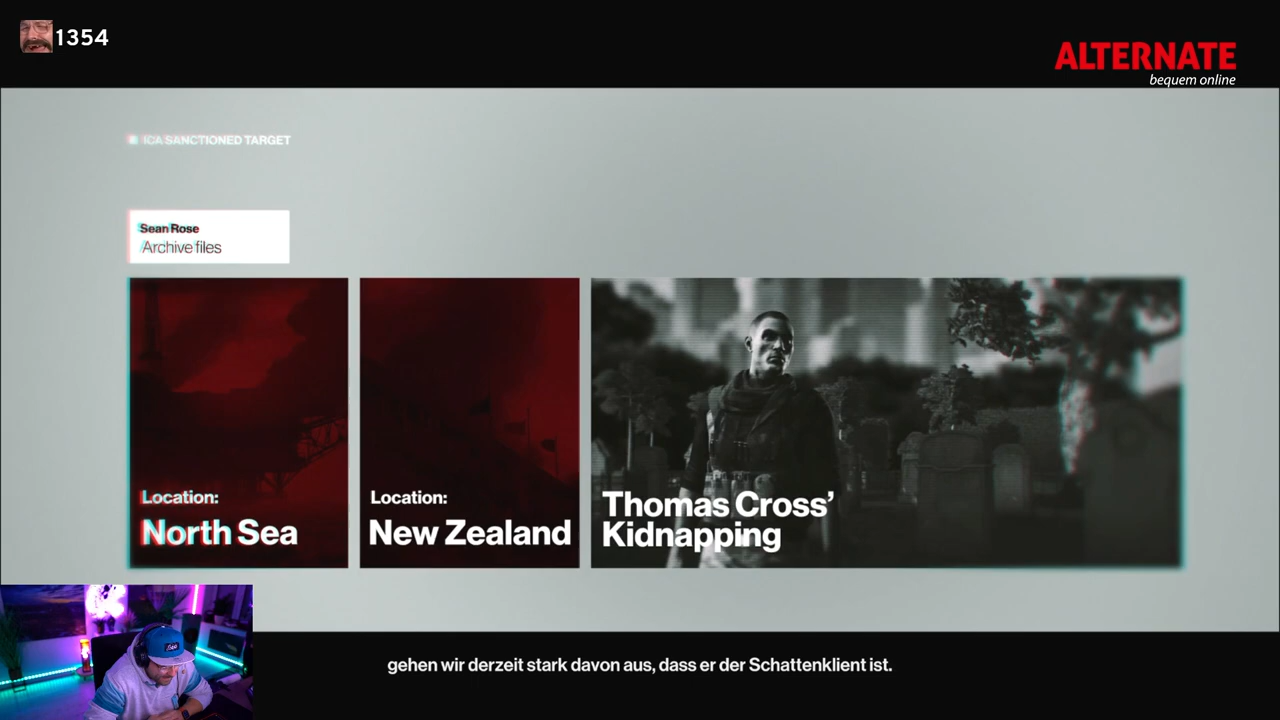 1354
ALTERNATE
bequem online
ICA SANCTIONED TARGET
Sean Rose
Archive files
Location:
North Sea
Location:
New Zealand
Thomas Cross’
Kidnapping
gehen wir derzeit stark davon aus, dass er der Schattenklient ist.